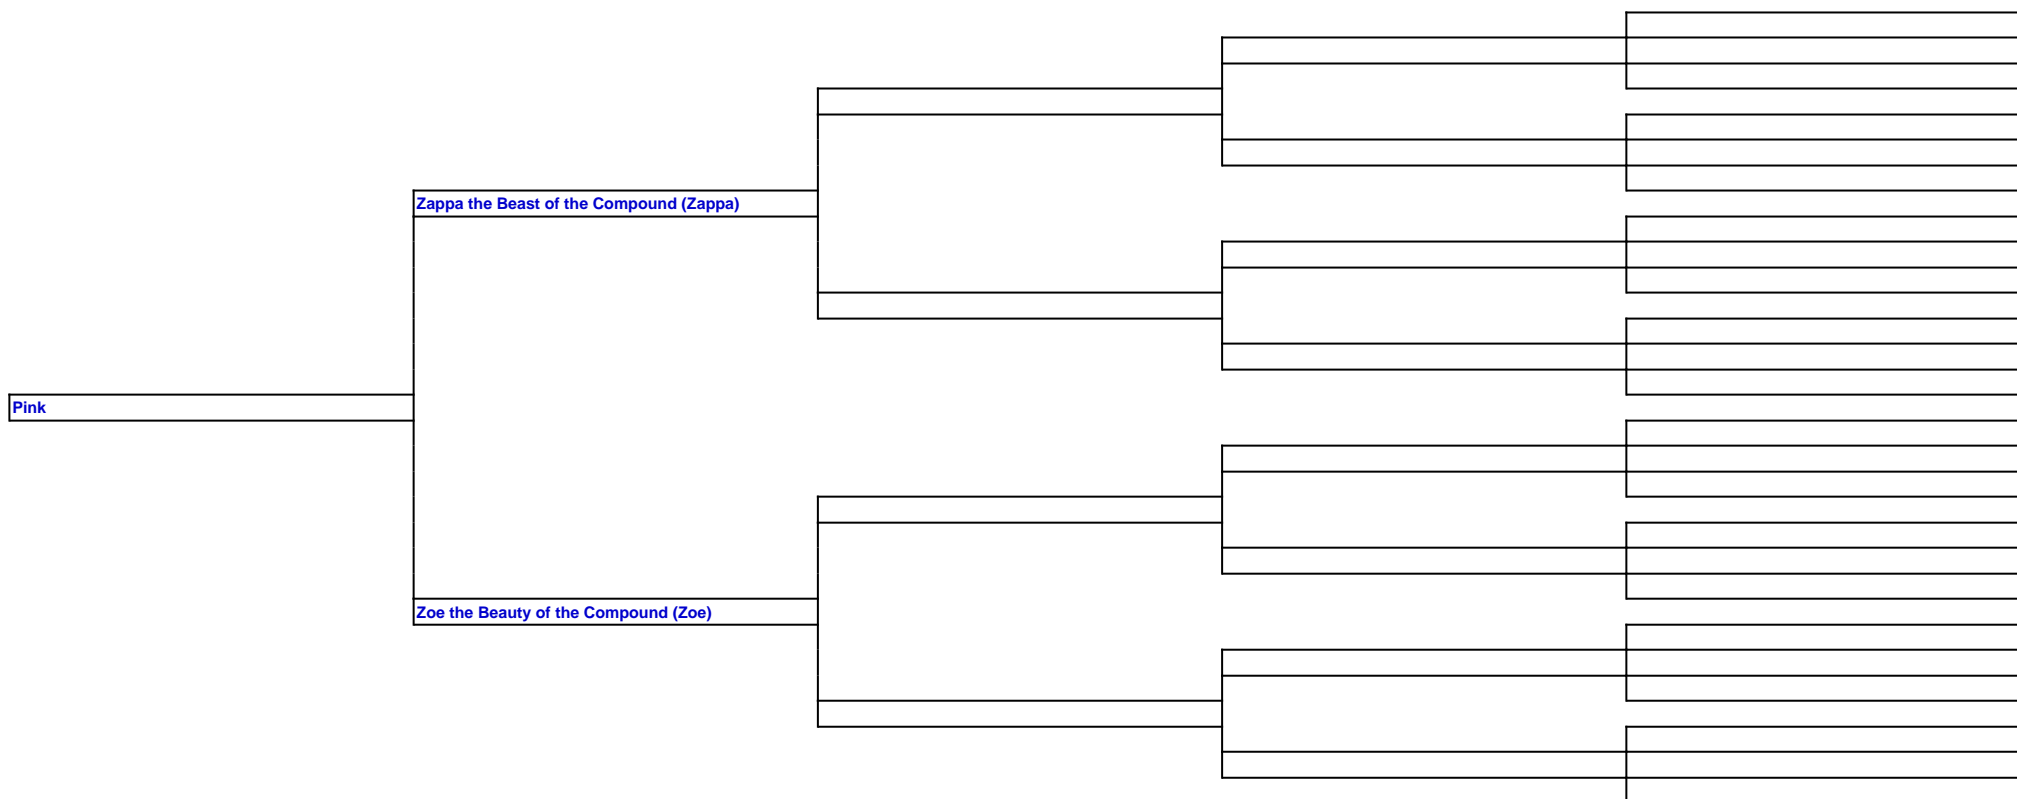 Zappa the Beast of the Compound (Zappa)
Pink
Zoe the Beauty of the Compound (Zoe)